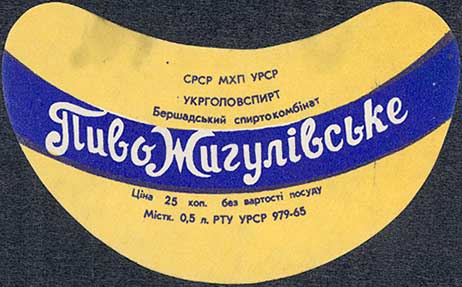 СРСР МХП УРСР
УКРГОЛОВСПИРТ
Бершадський спиртокомбінат
Пиво Жигулівське
Ціна 25 коп. без вартості посуду
Містк. 0,5 л. РТУ УРСР 979-65